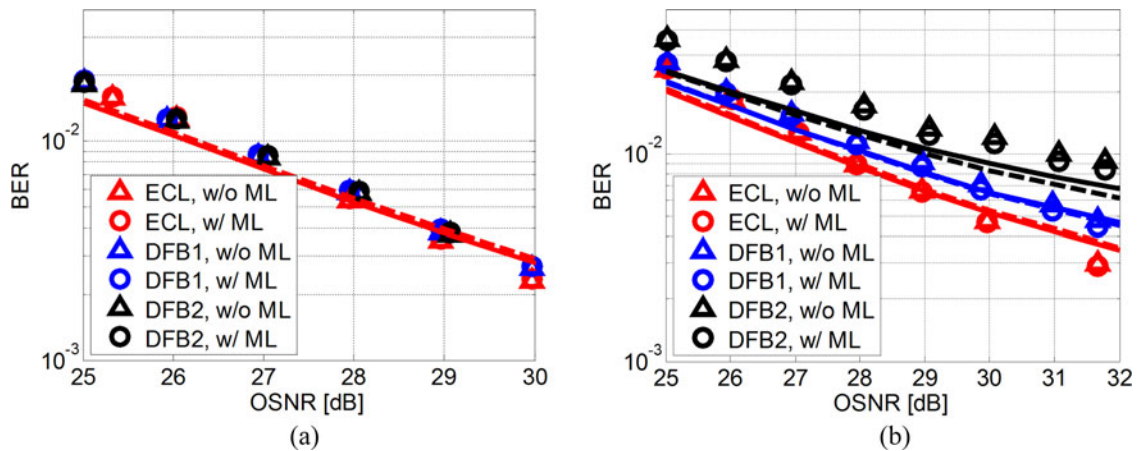 BER
10⁻²
10⁻³
ECL, w/o ML
ECL, w/ ML
DFB1, w/o ML
DFB1, w/ ML
DFB2, w/o ML
DFB2, w/ ML
25 26 27 28 29 30
OSNR [dB]
(a)
BER
10⁻²
10⁻³
ECL, w/o ML
ECL, w/ ML
DFB1, w/o ML
DFB1, w/ ML
DFB2, w/o ML
DFB2, w/ ML
25 26 27 28 29 30 31 32
OSNR [dB]
(b)